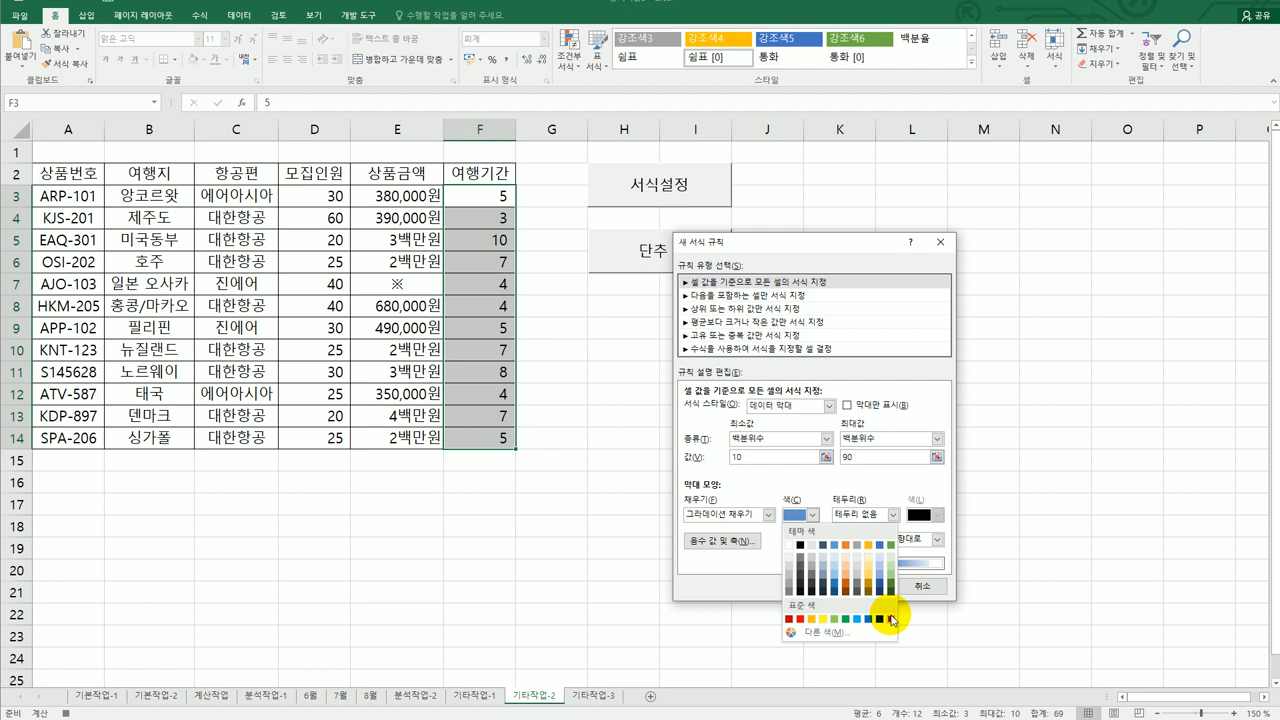 파일 홈 삽입 페이지 레이아웃 수식 데이터 검토 보기 개발 도구 수행할 작업을 알려 주세요. 공유
붙여넣기 잘라내기 복사 서식 복사
맑은 고딕 11
텍스트 줄 바꿈
병합하고 가운데 맞춤
회계
조건부 서식 표 서식
강조색3 강조색4 강조색5 강조색6 백분율
쉼표 쉼표 [0] 통화 통화 [0]
삽입 삭제 서식
자동 합계 채우기 지우기
정렬 및 필터 찾기 및 선택
클립보드 글꼴 맞춤 표시 형식 스타일 셀 편집
F3 fx 5
A B C D E F G H I J K L M N O P
1
2 상품번호 여행지 항공편 모집인원 상품금액 여행기간
3 ARP-101 앙코르왓 에어아시아 30 380,000원 5
4 KJS-201 제주도 대한항공 60 390,000원 3
5 EAQ-301 미국동부 대한항공 20 3백만원 10
6 OSI-202 호주 대한항공 25 2백만원 7
7 AJO-103 일본 오사카 진에어 40 ※ 4
8 HKM-205 홍콩/마카오 대한항공 40 680,000원 4
9 APP-102 필리핀 진에어 30 490,000원 5
10 KNT-123 뉴질랜드 대한항공 25 2백만원 7
11 S145628 노르웨이 대한항공 30 3백만원 8
12 ATV-587 태국 에어아시아 25 350,000원 4
13 KDP-897 덴마크 대한항공 20 4백만원 7
14 SPA-206 싱가폴 대한항공 25 2백만원 5
15
16
17
18
19
20
21
22
23
24
25
서식설정
단추
새 서식 규칙 ?
규칙 유형 선택(S):
► 셀 값을 기준으로 모든 셀의 서식 지정
► 다음을 포함하는 셀만 서식 지정
► 상위 또는 하위 값만 서식 지정
► 평균보다 크거나 작은 값만 서식 지정
► 고유 또는 중복 값만 서식 지정
► 수식을 사용하여 서식을 지정할 셀 결정
규칙 설명 편집(E):
셀 값을 기준으로 모든 셀의 서식 지정:
서식 스타일(O): 데이터 막대 막대만 표시(B)
최소값 최대값
종류(T): 백분위수 백분위수
값(V): 10 90
막대 모양:
채우기(F) 색(C) 테두리(R) 색(L)
그라데이션 채우기 테두리 없음
음수 값 및 축(N)...
향대로
취소
테마 색
표준 색
다른 색(M)...
기본작업-1 기본작업-2 계산작업 분석작업-1 6월 7월 8월 분석작업-2 기타작업-1 기타작업-2 기타작업-3
준비 계산 평균: 6 개수: 12 최소값: 3 최대값: 10 합계: 69 150 %